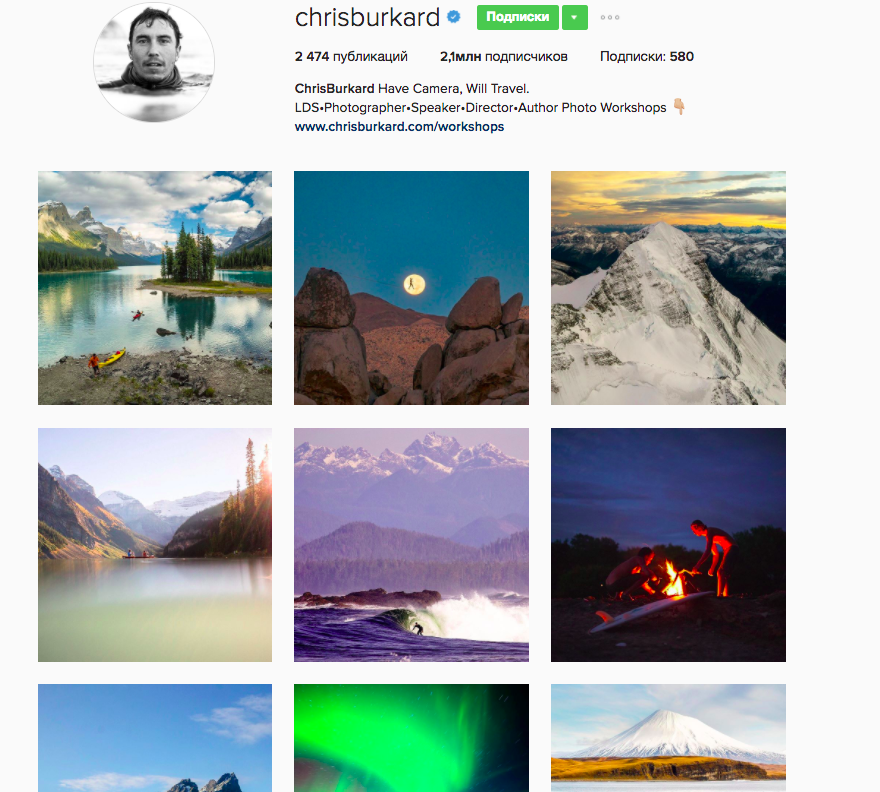 chrisburkard Подписки
2 474 публикаций 2,1млн подписчиков Подписки: 580
ChrisBurkard Have Camera, Will Travel.
LDS•Photographer•Speaker•Director•Author Photo Workshops 👇🏼
www.chrisburkard.com/workshops